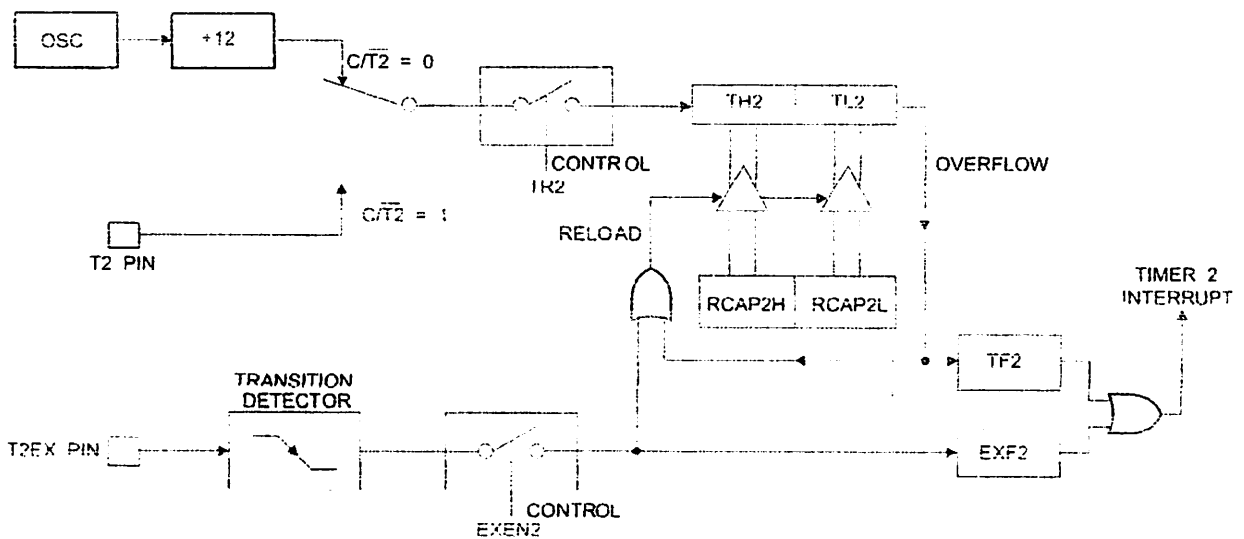 OSC
÷12
C/T2 = 0
TH2
TL2
CONTROL
TR2
OVERFLOW
C/T2 = 1
T2 PIN
RELOAD
RCAP2H
RCAP2L
TIMER 2
INTERRUPT
TF2
TRANSITION
DETECTOR
T2EX PIN
EXF2
CONTROL
EXEN2